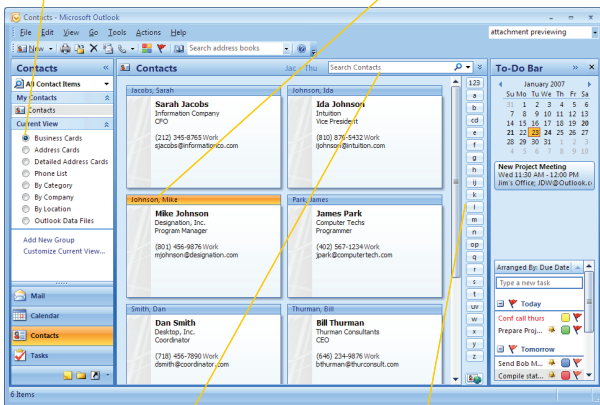 Contacts - Microsoft Outlook
File Edit View Go Tools Actions Help
attachment previewing
New
Search address books
Contacts
All Contact Items
My Contacts
Contacts
Current View
Business Cards
Address Cards
Detailed Address Cards
Phone List
By Category
By Company
By Location
Outlook Data Files
Add New Group
Customize Current View...
Mail
Calendar
Contacts
Tasks
6 Items
Contacts
Jac - Thu
Search Contacts
Jacobs, Sarah
Sarah Jacobs
Information Company
CFO
(212) 345-8765 Work
sjacobs@informationco.com
Johnson, Ida
Ida Johnson
Intuition
Vice President
(810) 876-5432 Work
ijohnson@intuition.com
Johnson, Mike
Mike Johnson
Designation, Inc.
Program Manager
(801) 456-9876 Work
mjohnson@designation.com
Park, James
James Park
Computer Techs
Programmer
(402) 567-1234 Work
jpark@computertech.com
Smith, Dan
Dan Smith
Desktop, Inc.
Coordinator
(718) 456-7890 Work
dsmith@coordinator.com
Thurman, Bill
Bill Thurman
Thurman Consultants
CEO
(646) 234-9876 Work
bthurman@thurconsult.com
123
a
b
cd
e
f
g
h
ij
k
l
m
n
op
q
r
s
t
uv
w
x
y
z
To-Do Bar
January 2007
Su Mo Tu We Th Fr Sa
31 1 2 3 4 5 6
7 8 9 10 11 12 13
14 15 16 17 18 19 20
21 22 23 24 25 26 27
28 29 30 31 1 2 3
4 5 6 7 8 9 10
New Project Meeting
Wed 11:30 AM - 12:00 PM
Jim's Office; JDW@Outlook.c
Arranged By: Due Date
Type a new task
Today
Conf call thurs
Prepare Proj...
Tomorrow
Send Bob M...
Compile stat...